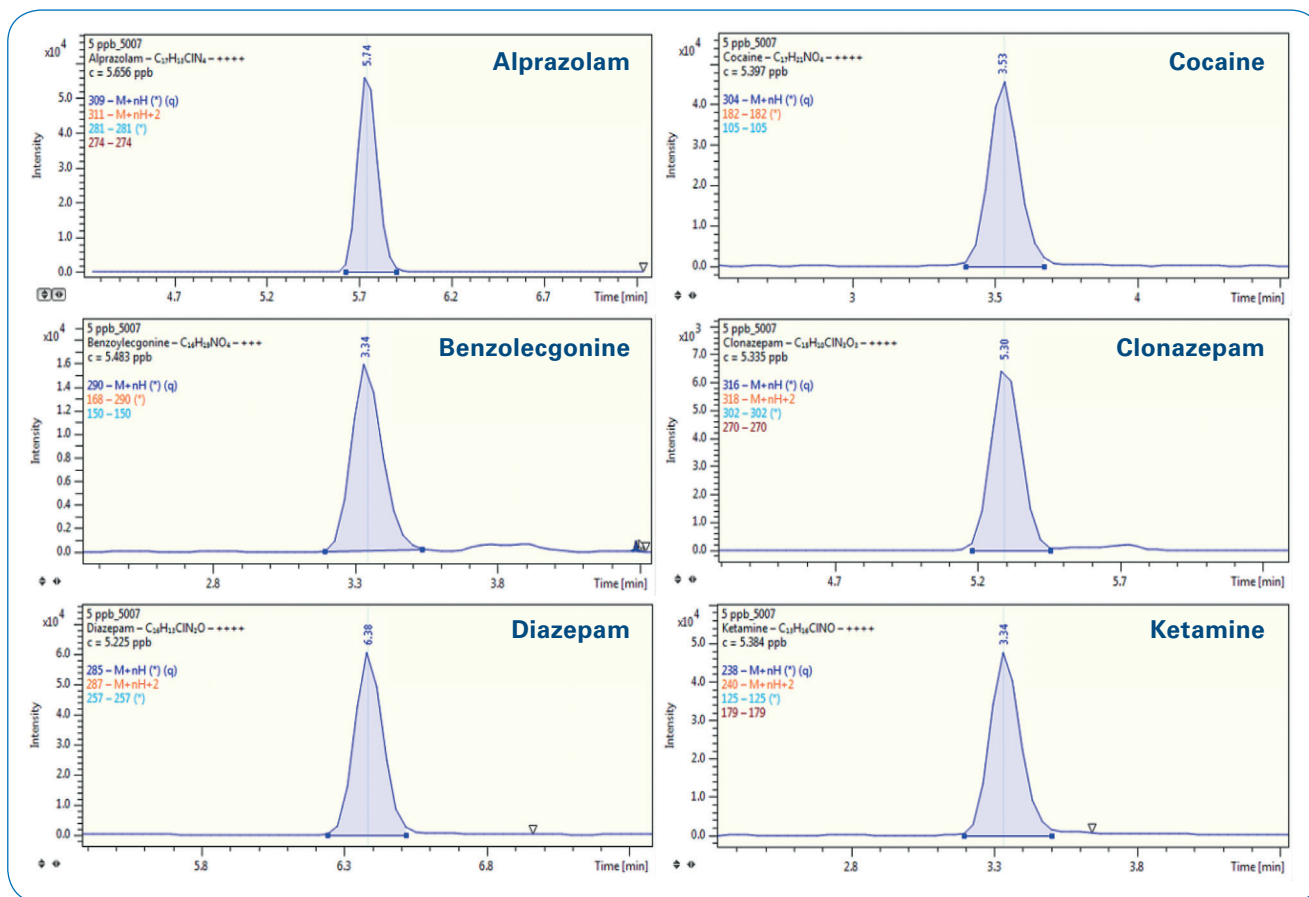 Alprazolam
5 ppb_5007
Alprazolam – C₁₇H₁₃ClN₄ – ++++
c = 5.656 ppb
309 – M+nH (*) (q)
311 – M+nH+2
281 – 281 (*)
274 – 274
5.74
x10⁴
Intensity
5.0
4.0
3.0
2.0
1.0
0.0
4.7 5.2 5.7 6.2 6.7 Time [min]
Cocaine
5 ppb_5007
Cocaine – C₁₇H₂₁NO₄ – ++++
c = 5.397 ppb
304 – M+nH (*) (q)
182 – 182 (*)
105 – 105
3.53
x10⁴
Intensity
4.0
3.0
2.0
1.0
0.0
3 3.5 4 Time [min]
Benzolecgonine
5 ppb_5007
Benzoylecgonine – C₁₆H₁₉NO₄ – +++
c = 5.483 ppb
290 – M+nH (*) (q)
168 – 290 (*)
150 – 150
3.34
x10⁴
Intensity
1.6
1.4
1.2
1.0
0.8
0.6
0.4
0.2
0.0
2.8 3.3 3.8 Time [min]
Clonazepam
5 ppb_5007
Clonazepam – C₁₅H₁₀ClN₃O₃ – ++++
c = 5.335 ppb
316 – M+nH (*) (q)
318 – M+nH+2
302 – 302 (*)
270 – 270
5.30
x10³
Intensity
7.0
6.0
5.0
4.0
3.0
2.0
1.0
0.0
4.7 5.2 5.7 Time [min]
Diazepam
5 ppb_5007
Diazepam – C₁₆H₁₃ClN₂O – ++++
c = 5.225 ppb
285 – M+nH (*) (q)
287 – M+nH+2
257 – 257 (*)
6.38
x10⁴
Intensity
6.0
5.0
4.0
3.0
2.0
1.0
0.0
5.8 6.3 6.8 Time [min]
Ketamine
5 ppb_5007
Ketamine – C₁₃H₁₆ClNO – ++++
c = 5.384 ppb
238 – M+nH (*) (q)
240 – M+nH+2
125 – 125 (*)
179 – 179
3.34
x10⁴
Intensity
5.0
4.0
3.0
2.0
1.0
0.0
2.8 3.3 3.8 Time [min]